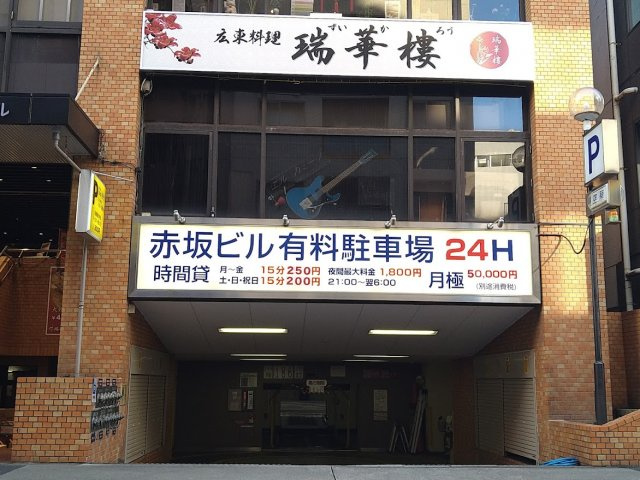 広東料理 瑞華樓
ずい か ろう
瑞華樓
赤坂ビル有料駐車場 24H
時間貸
月～金 15分250円
土・日・祝日15分200円
夜間最大料金 1,800円
21:00～翌6:00
月極 50,000円
(別途消費税)
P